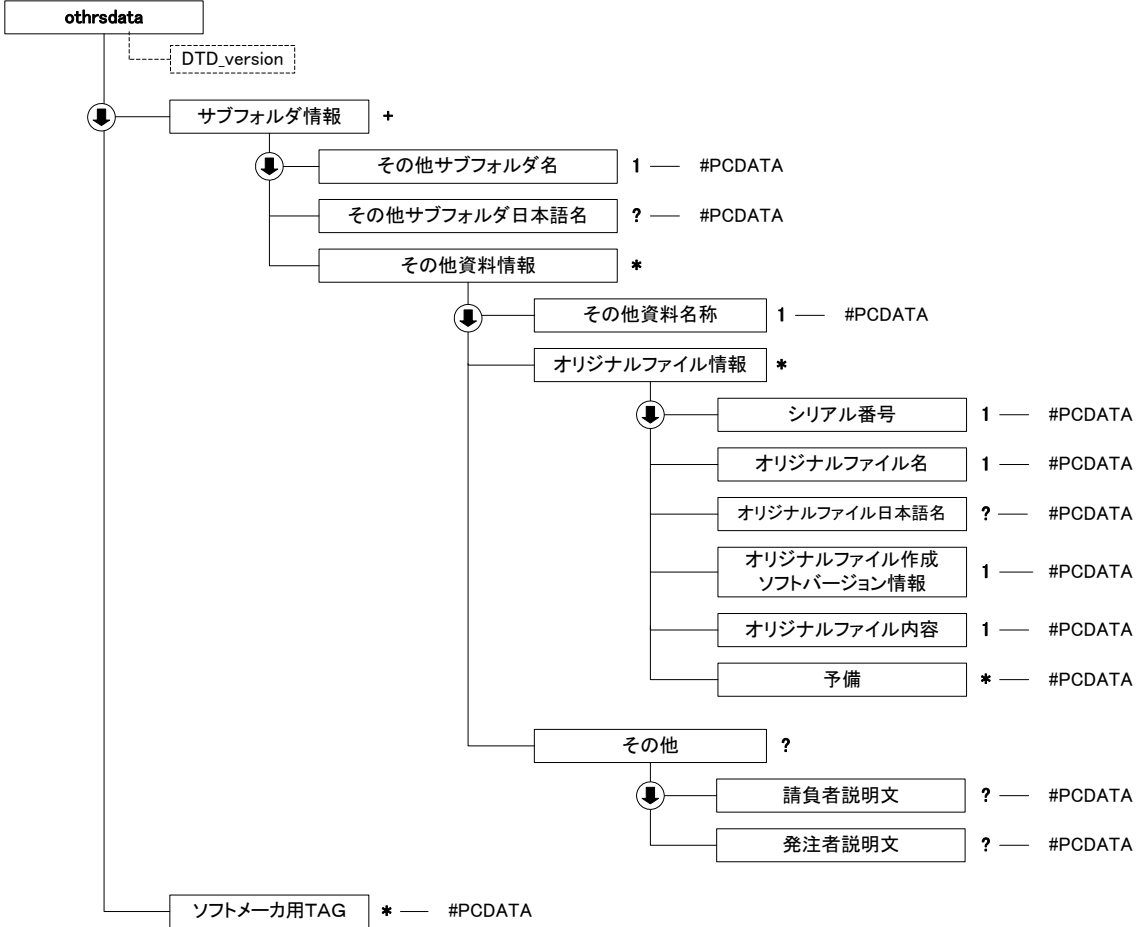 othrsdata
DTD_version
サブフォルダ情報 +
その他サブフォルダ名 1 #PCDATA
その他サブフォルダ日本語名 ? #PCDATA
その他資料情報 *
その他資料名称 1 #PCDATA
オリジナルファイル情報 *
シリアル番号 1 #PCDATA
オリジナルファイル名 1 #PCDATA
オリジナルファイル日本語名 ? #PCDATA
オリジナルファイル作成
ソフトバージョン情報 1 #PCDATA
オリジナルファイル内容 1 #PCDATA
予備 * #PCDATA
その他 ?
請負者説明文 ? #PCDATA
発注者説明文 ? #PCDATA
ソフトメーカ用TAG * #PCDATA